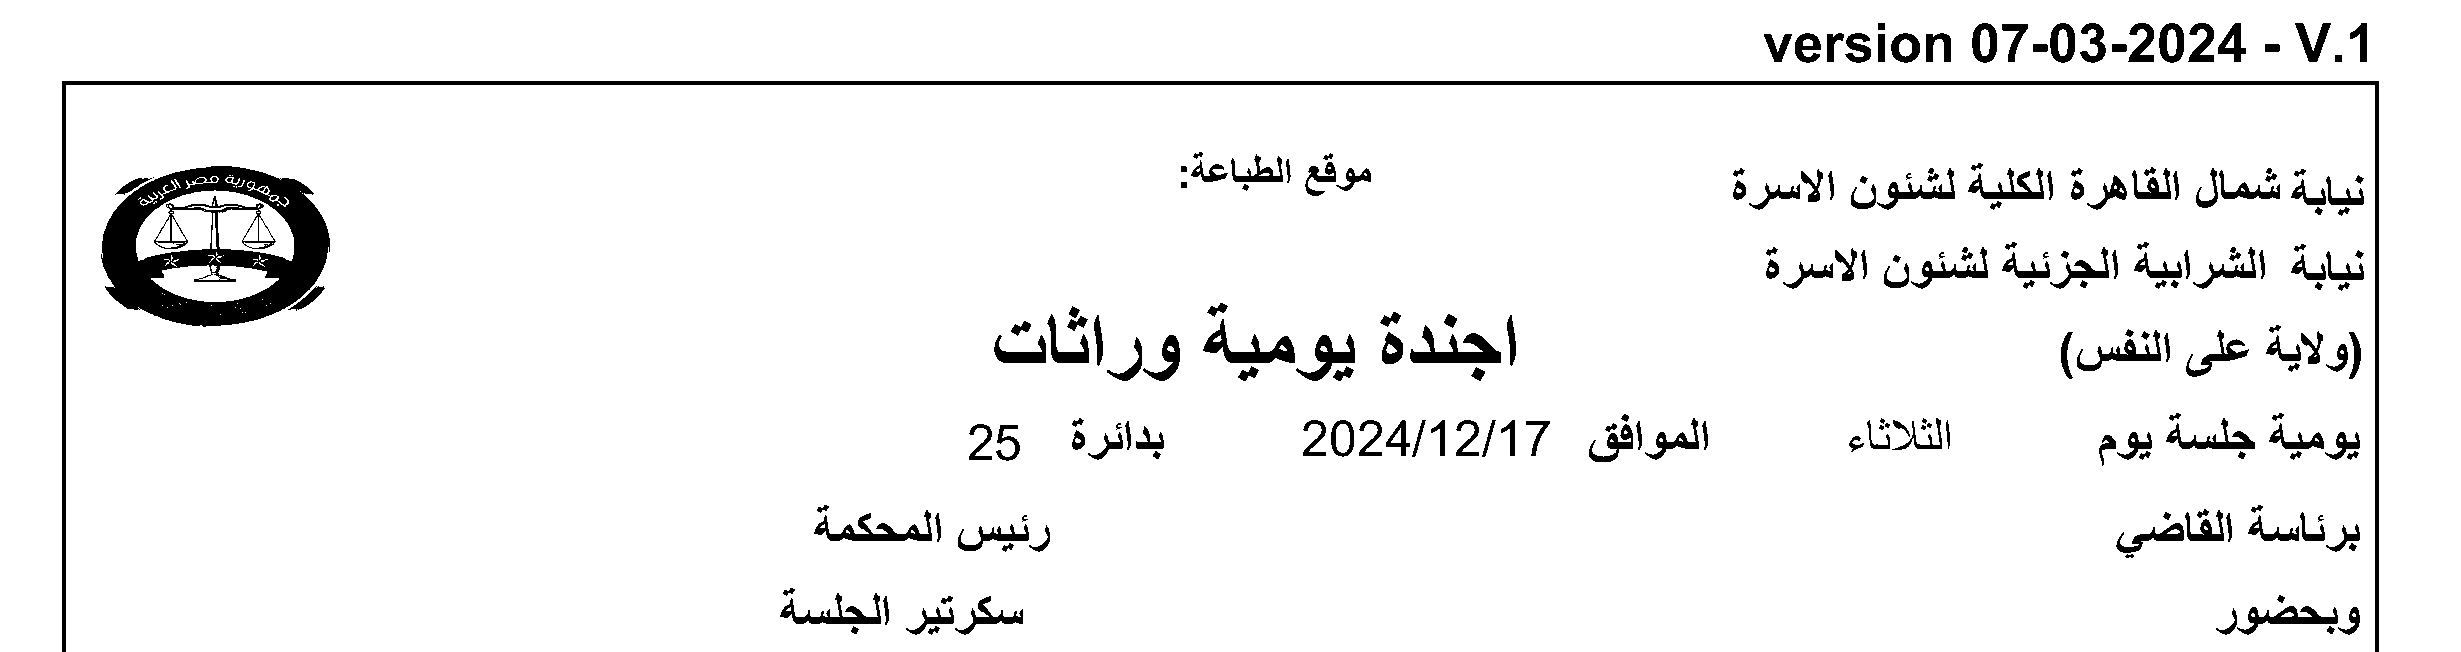 version 07-03-2024 - V.1
جمهورية مصر العربية
موقع الطباعة:
نيابة شمال القاهرة الكلية لشئون الاسرة
نيابة الشرابية الجزئية لشئون الاسرة
اجندة يومية وراثات
(ولاية على النفس)
يومية جلسة يوم الثلاثاء الموافق 2024/12/17 بدائرة 25
برئاسة القاضي رئيس المحكمة
وبحضور سكرتير الجلسة